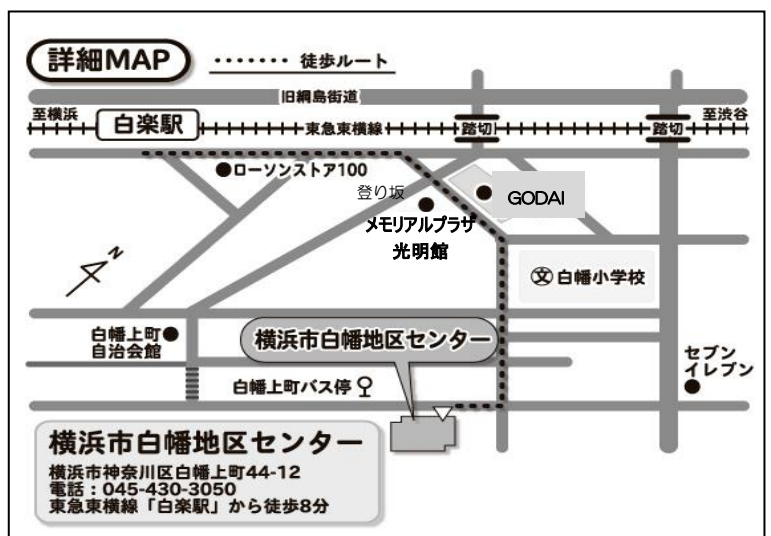 詳細MAP
徒歩ルート
旧綱島街道
至横浜
白楽駅
東急東横線
踏切
踏切
至渋谷
ローソンストア100
登り坂
GODAI
メモリアルプラザ
光明館
N
文 白幡小学校
白幡上町
自治会館
横浜市白幡地区センター
セブン
イレブン
白幡上町バス停
横浜市白幡地区センター
横浜市神奈川区白幡上町44-12
電話：045-430-3050
東急東横線「白楽駅」から徒歩8分